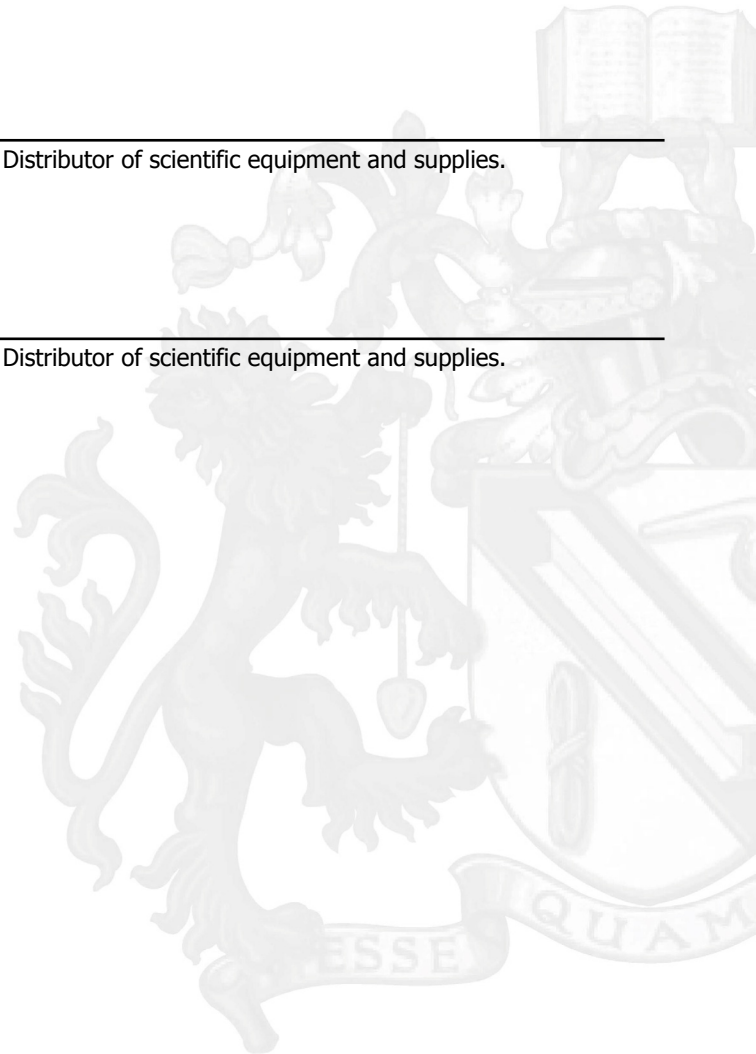 Distributor of scientific equipment and supplies.
Distributor of scientific equipment and supplies.
ESSE
QUAM